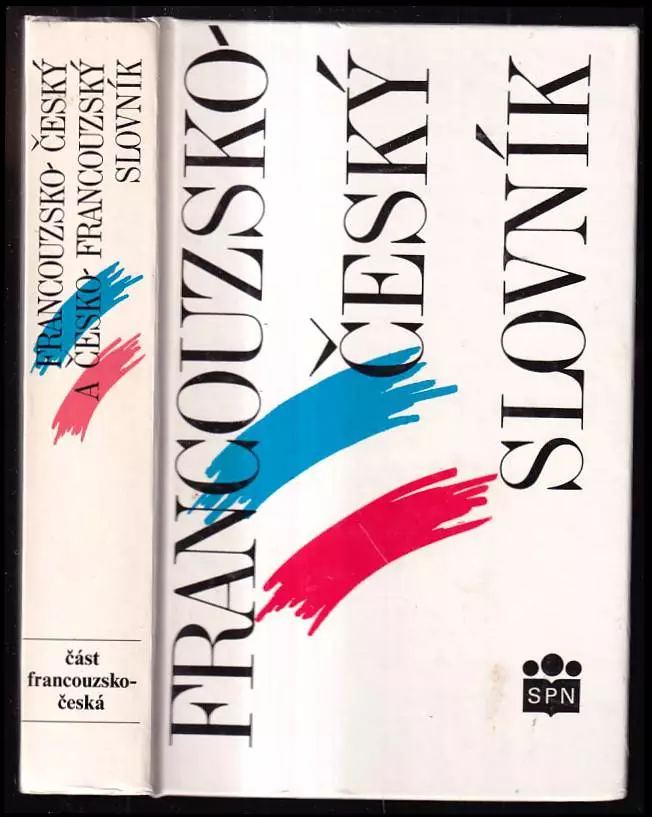 FRANCOUZSKO- ČESKÝ
A ČESKO- FRANCOUZSKÝ
SLOVNÍK
část
francouzsko-
česká
FRANCOUZSKO-
ČESKÝ
SLOVNÍK
SPN